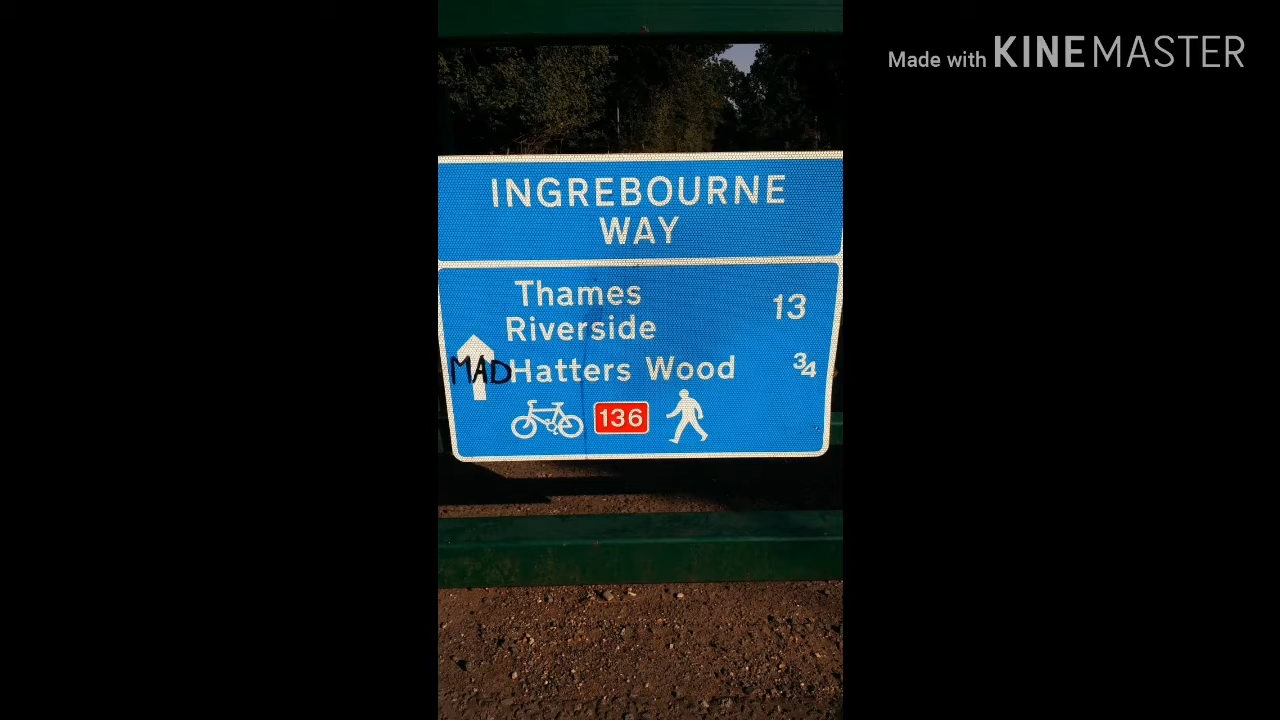 Made with KINEMASTER
INGREBOURNE
WAY
Thames
Riverside 13
MAD Hatters Wood ¾
136